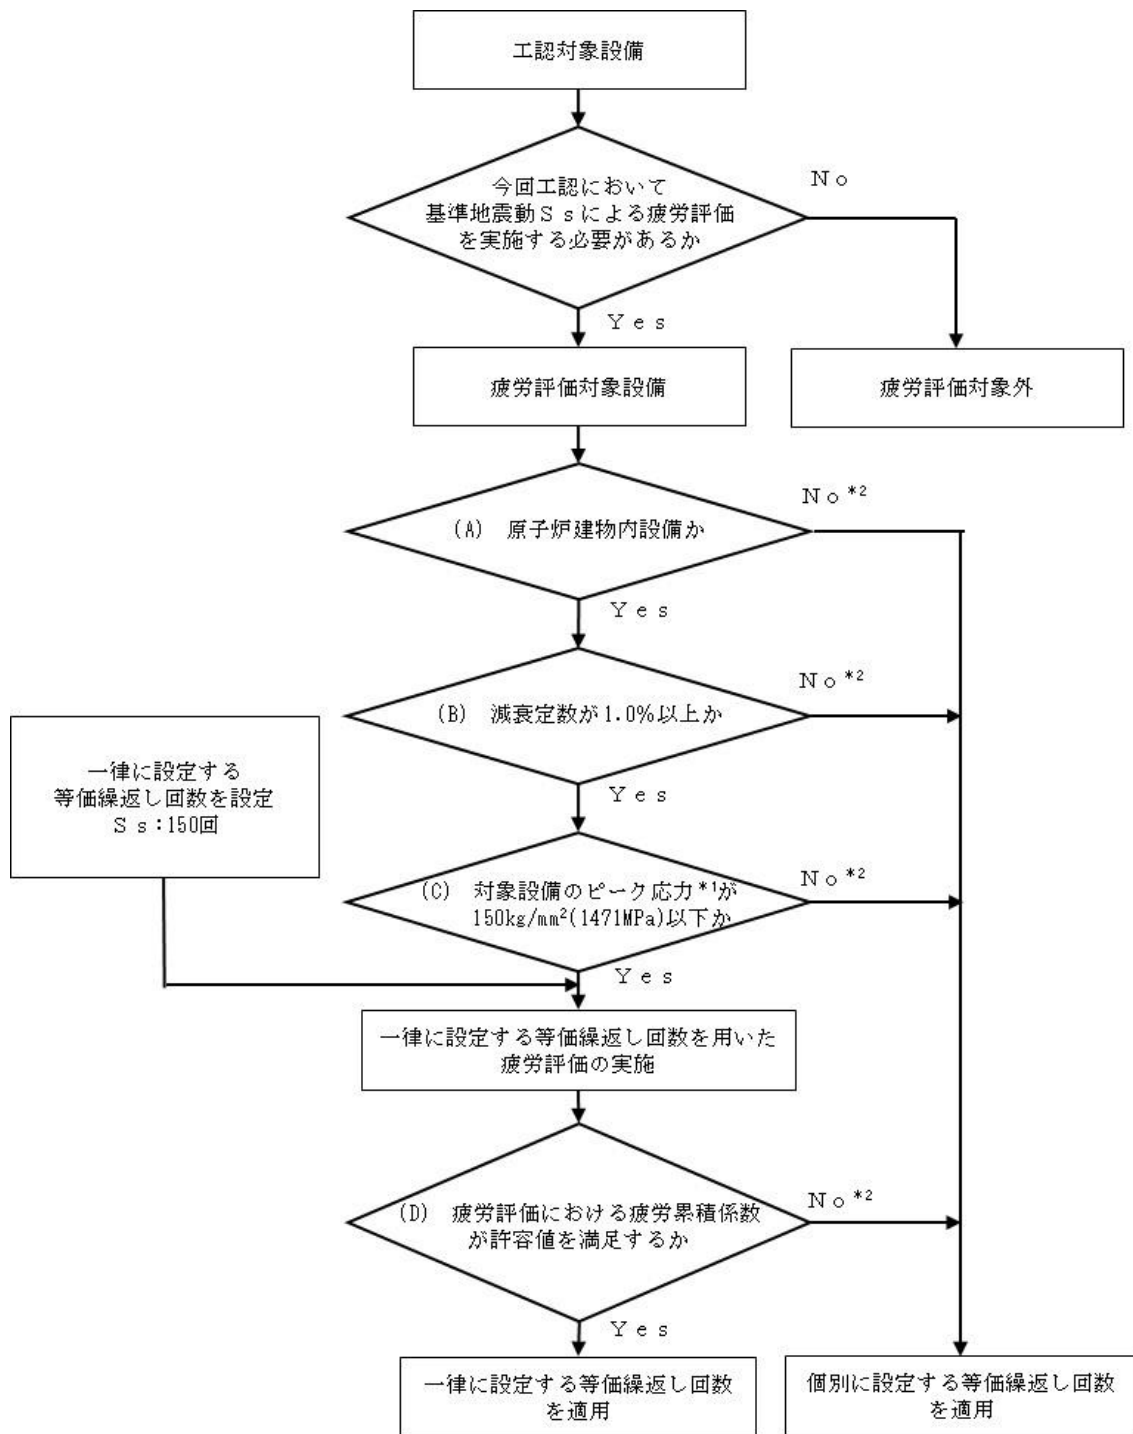 工認対象設備
今回工認において
基準地震動Ｓｓによる疲労評価
を実施する必要があるか
Ｎｏ
Ｙｅｓ
疲労評価対象設備
疲労評価対象外
(A) 原子炉建物内設備か
Ｎｏ*2
Ｙｅｓ
(B) 減衰定数が1.0%以上か
Ｎｏ*2
Ｙｅｓ
一律に設定する
等価繰返し回数を設定
Ｓｓ：150回
(C) 対象設備のピーク応力*1が
150kg/mm²(1471MPa)以下か
Ｎｏ*2
Ｙｅｓ
一律に設定する等価繰返し回数を用いた
疲労評価の実施
(D) 疲労評価における疲労累積係数
が許容値を満足するか
Ｎｏ*2
Ｙｅｓ
一律に設定する等価繰返し回数
を適用
個別に設定する等価繰返し回数
を適用